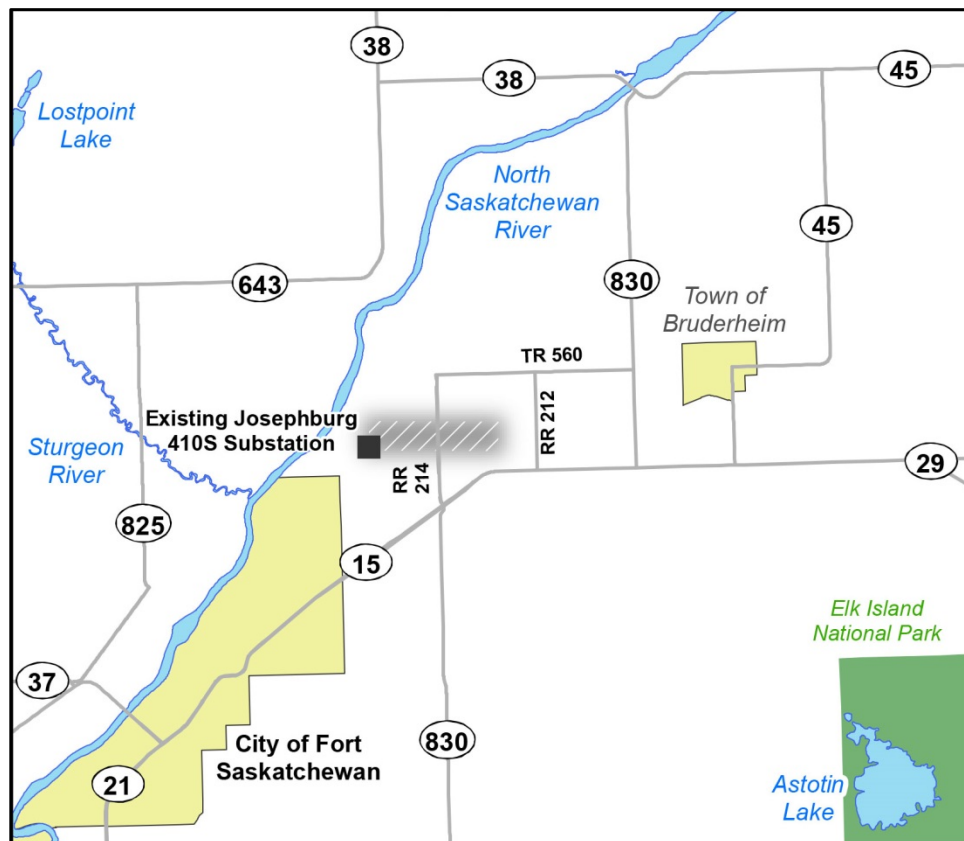 38
38
45
Lostpoint
Lake
North
Saskatchewan
River
45
643
830
Town of
Bruderheim
TR 560
Existing Josephburg
410S Substation
RR 212
RR
214
Sturgeon
River
29
825
15
Elk Island
National Park
37
830
City of Fort
Saskatchewan
21
Astotin
Lake